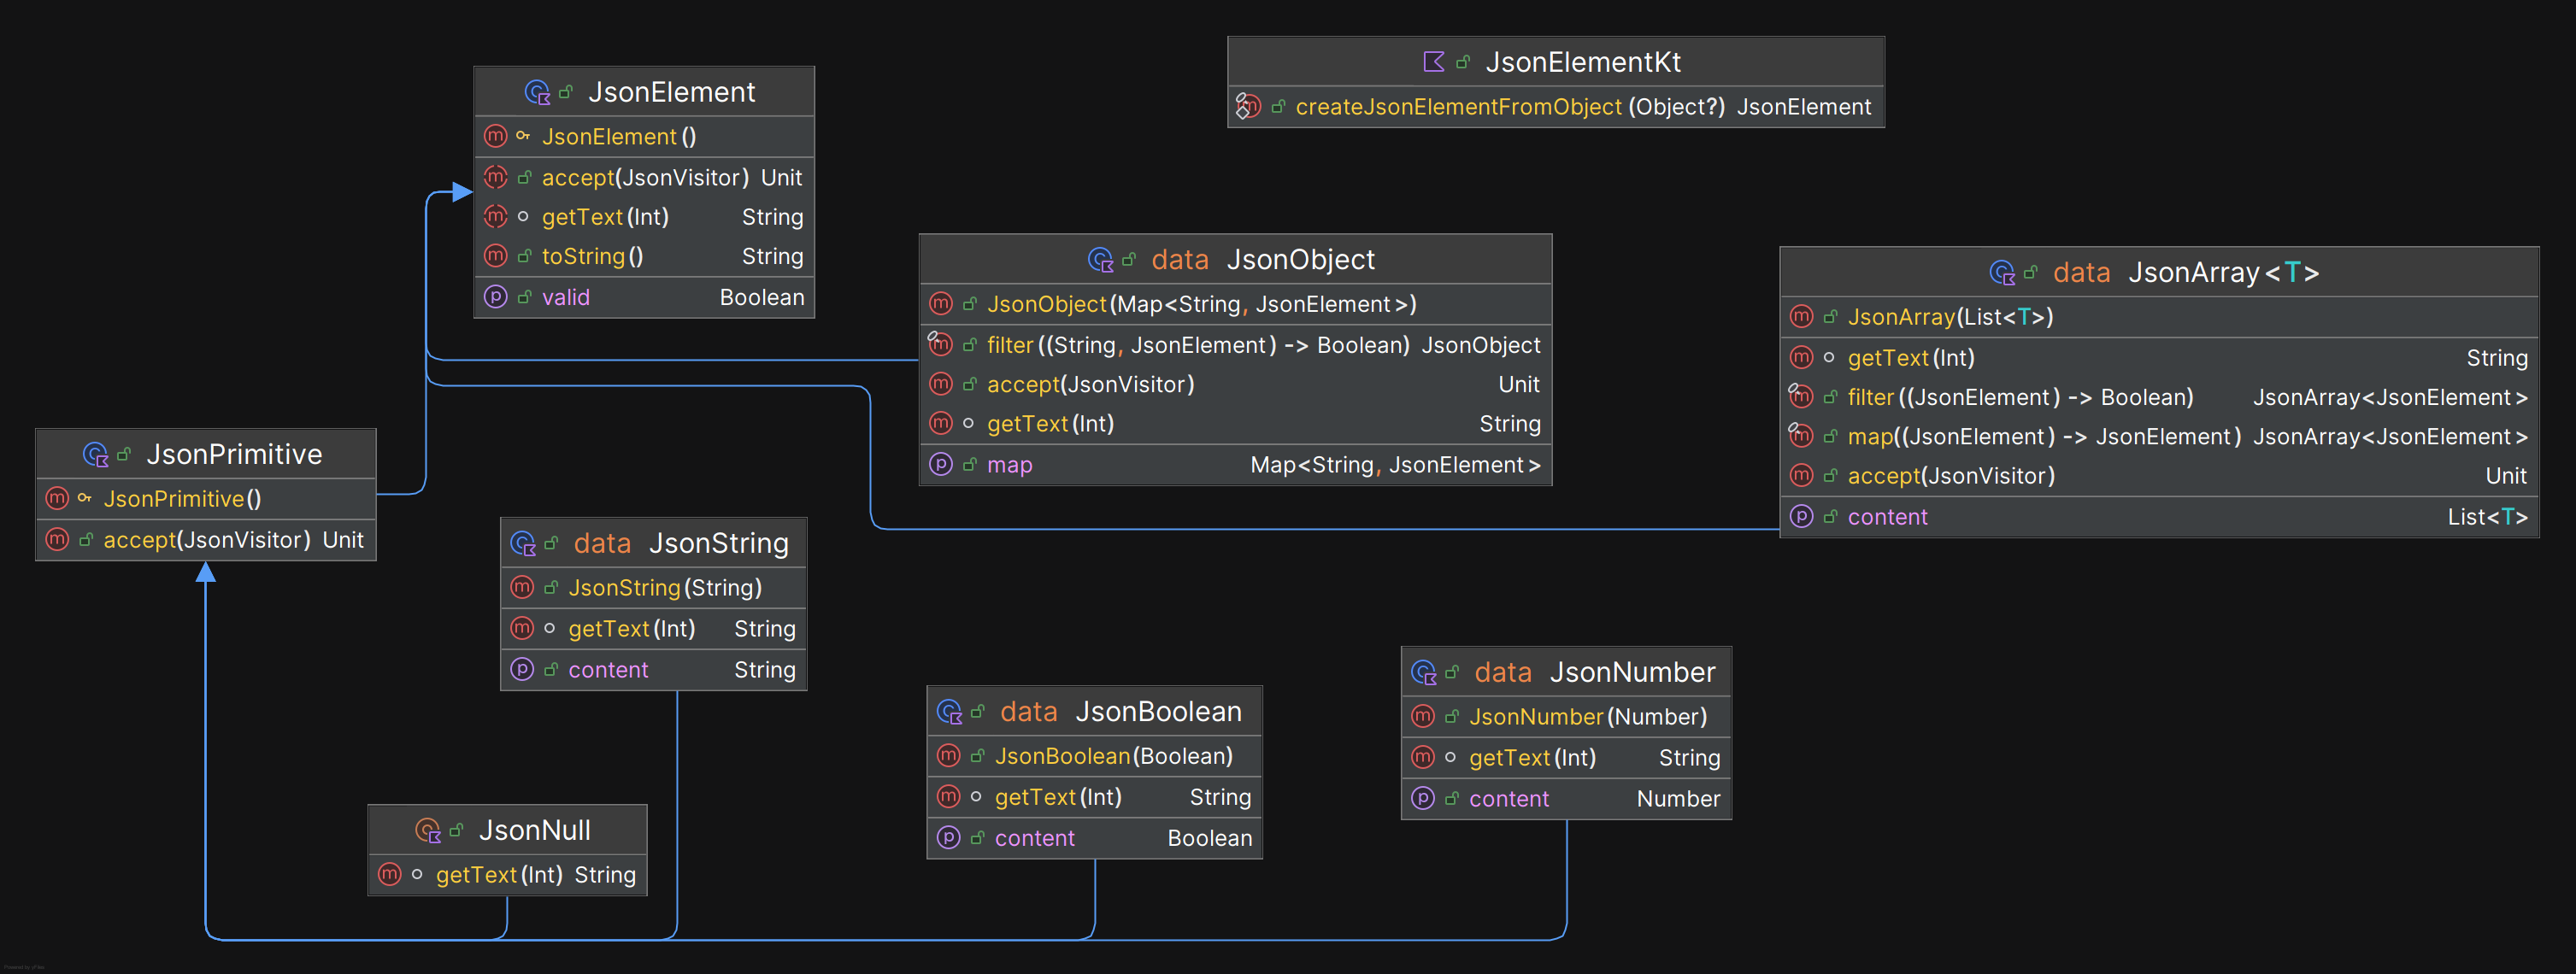 JsonElementKt
createJsonElementFromObject(Object?) JsonElement
JsonElement
JsonElement()
accept(JsonVisitor) Unit
getText(Int) String
toString() String
valid Boolean
data JsonObject
JsonObject(Map<String, JsonElement>)
filter((String, JsonElement) -> Boolean) JsonObject
accept(JsonVisitor) Unit
getText(Int) String
map Map<String, JsonElement>
data JsonArray<T>
JsonArray(List<T>)
getText(Int) String
filter((JsonElement) -> Boolean) JsonArray<JsonElement>
map((JsonElement) -> JsonElement) JsonArray<JsonElement>
accept(JsonVisitor) Unit
content List<T>
JsonPrimitive
JsonPrimitive()
accept(JsonVisitor) Unit
data JsonString
JsonString(String)
getText(Int) String
content String
data JsonBoolean
JsonBoolean(Boolean)
getText(Int) String
content Boolean
data JsonNumber
JsonNumber(Number)
getText(Int) String
content Number
JsonNull
getText(Int) String
Powered by yFiles